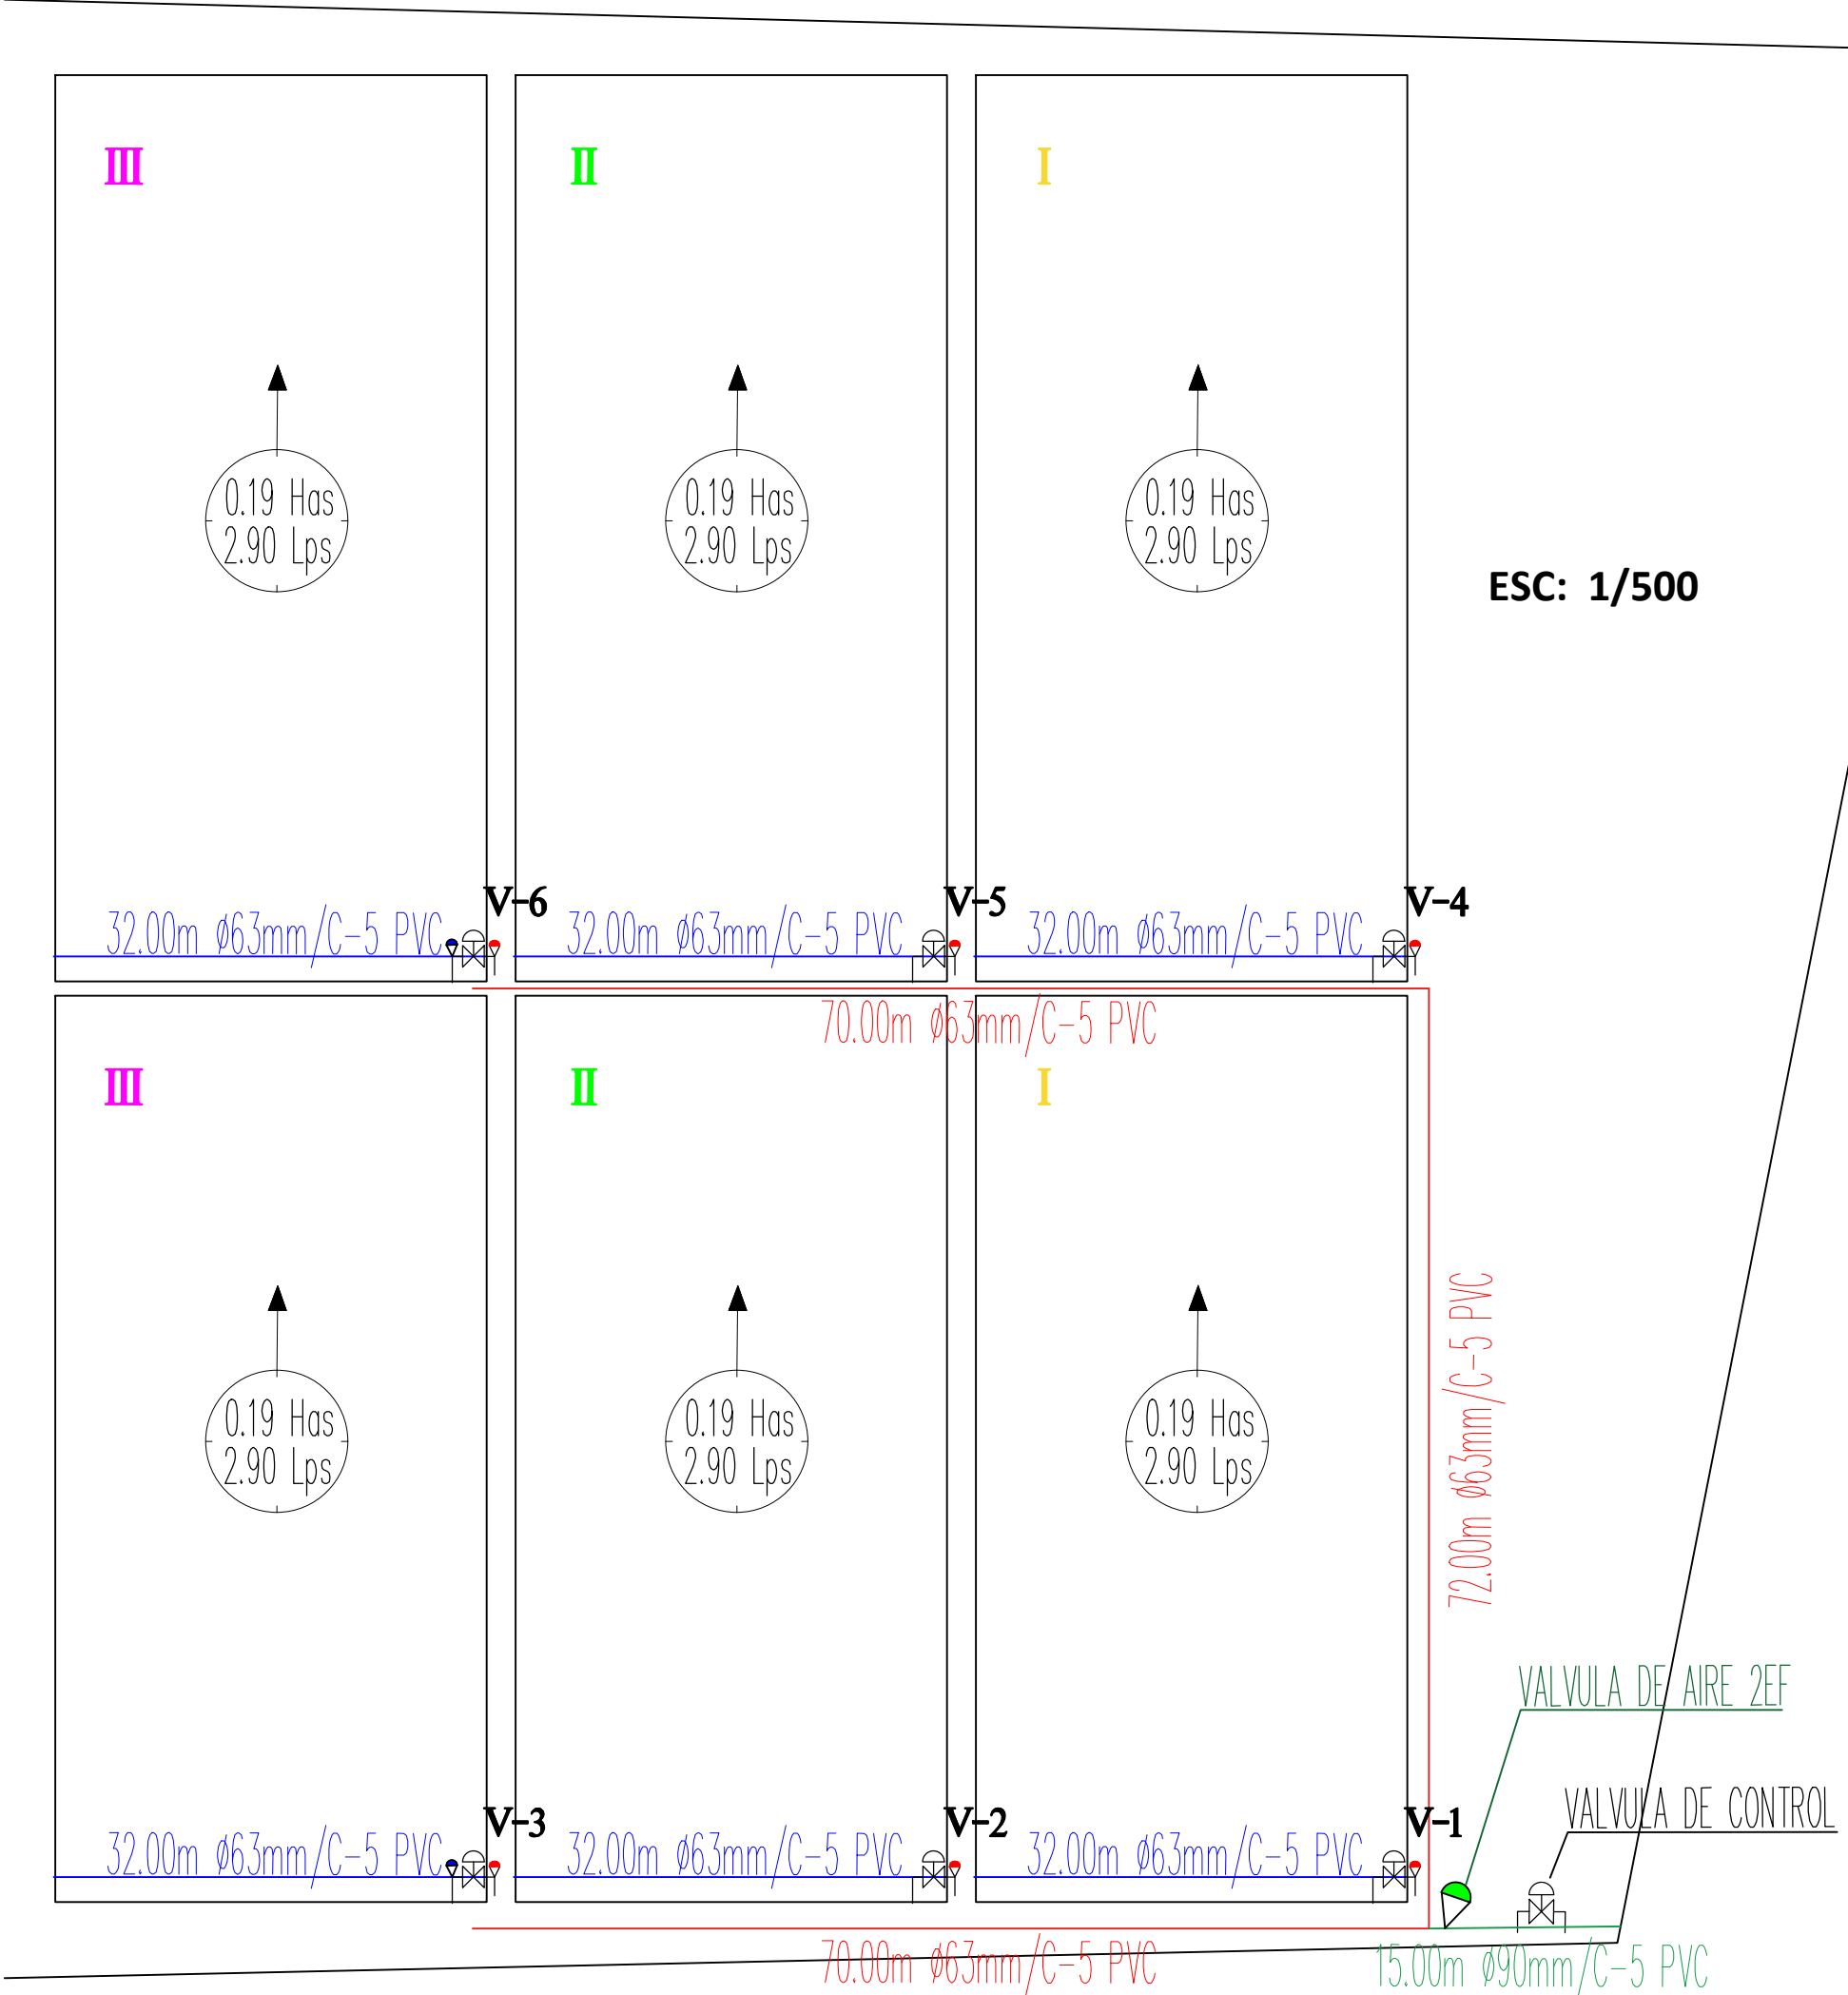 III
II
I
0.19 Has
2.90 Lps
0.19 Has
2.90 Lps
0.19 Has
2.90 Lps
ESC: 1/500
V-6
V-5
V-4
32.00m ø63mm/C-5 PVC
32.00m ø63mm/C-5 PVC
32.00m ø63mm/C-5 PVC
70.00m ø63mm/C-5 PVC
III
II
I
0.19 Has
2.90 Lps
0.19 Has
2.90 Lps
0.19 Has
2.90 Lps
72.00m ø63mm/C-5 PVC
VALVULA DE AIRE 2EF
VALVULA DE CONTROL
V-3
V-2
V-1
32.00m ø63mm/C-5 PVC
32.00m ø63mm/C-5 PVC
32.00m ø63mm/C-5 PVC
70.00m ø63mm/C-5 PVC
15.00m ø90mm/C-5 PVC